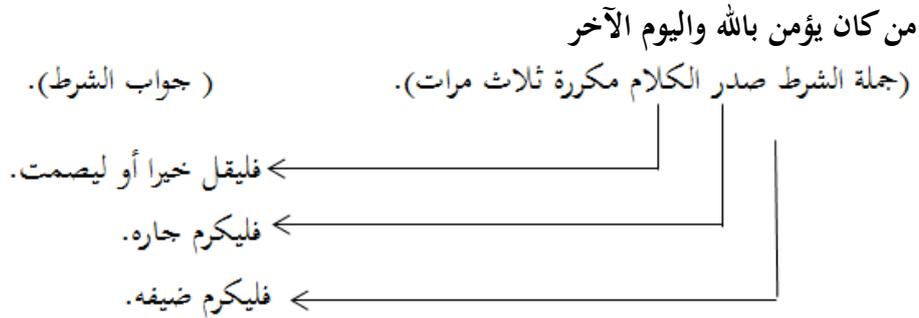 من كان يؤمن بالله واليوم الآخر
(جملة الشرط صدر الكلام مكررة ثلاث مرات). ( جواب الشرط).
فليقل خيرا أو ليصمت.
فليكرم جاره.
فليكرم ضيفه.